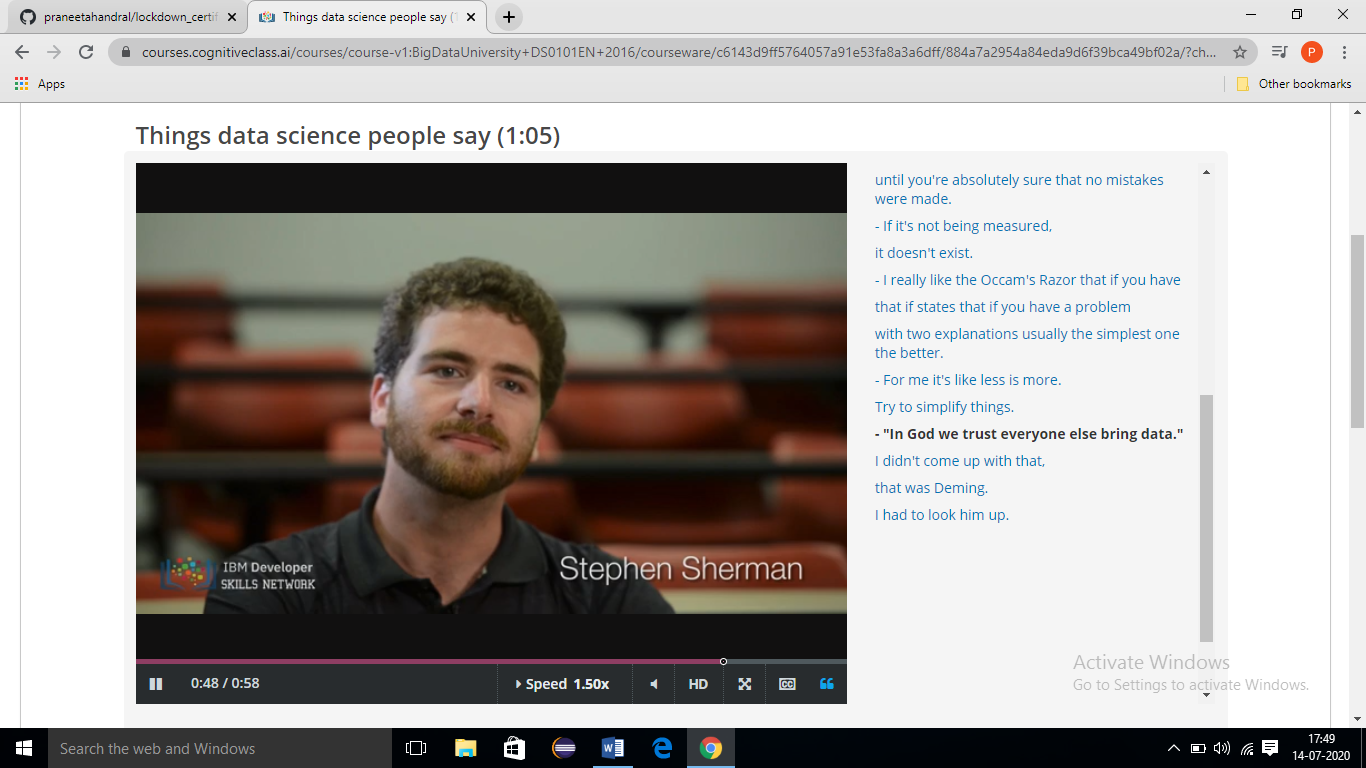 praneetahandral/lockdown_certif
Things data science people say (1
courses.cognitiveclass.ai/courses/course-v1:BigDataUniversity+DS0101EN+2016/courseware/c6143d9ff5764057a91e53fa8a3a6dff/884a7a2954a84eda9d6f39bca49bf02a/?ch...
P
Apps
Other bookmarks
Things data science people say (1:05)
until you're absolutely sure that no mistakes
were made.
- If it's not being measured,
it doesn't exist.
- I really like the Occam's Razor that if you have
that if states that if you have a problem
with two explanations usually the simplest one
the better.
- For me it's like less is more.
Try to simplify things.
- "In God we trust everyone else bring data."
I didn't come up with that,
that was Deming.
I had to look him up.
IBM Developer
SKILLS NETWORK
Stephen Sherman
0:48 / 0:58
Speed 1.50x
HD
CC
Activate Windows
Go to Settings to activate Windows.
Search the web and Windows
17:49
14-07-2020